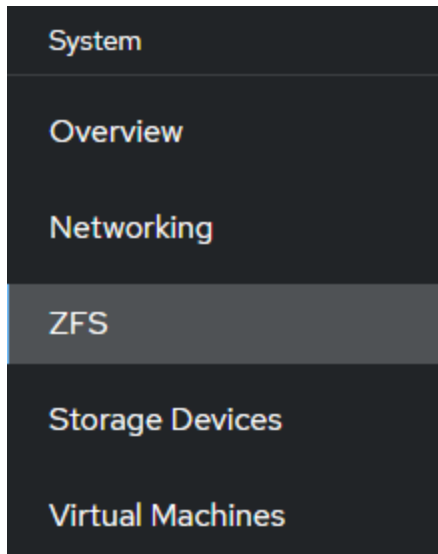 System
Overview
Networking
ZFS
Storage Devices
Virtual Machines